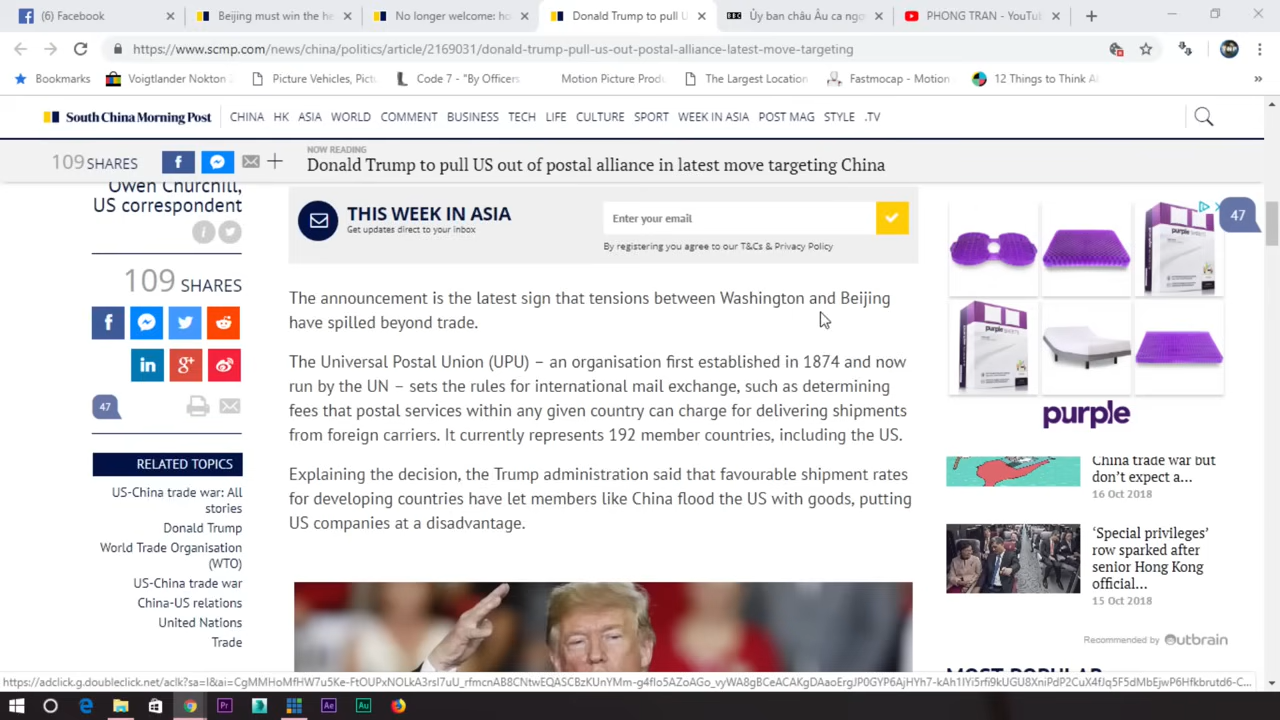 (6) Facebook
Beijing must win the he
No longer welcome: ho
Donald Trump to pull U
Ủy ban châu Âu ca ngợ
PHONG TRAN - YouTu
https://www.scmp.com/news/china/politics/article/2169031/donald-trump-pull-us-out-postal-alliance-latest-move-targeting
Bookmarks
Voigtlander Nokton
Picture Vehicles, Pict
Code 7 - "By Officers
Motion Picture Prod
The Largest Location
Fastmocap - Motion
12 Things to Think A
South China Morning Post
CHINA HK ASIA WORLD COMMENT BUSINESS TECH LIFE CULTURE SPORT WEEK IN ASIA POST MAG STYLE .TV
109 SHARES
NOW READING
Donald Trump to pull US out of postal alliance in latest move targeting China
Owen Churchill,
US correspondent
109 SHARES
47
RELATED TOPICS
US-China trade war: All
stories
Donald Trump
World Trade Organisation
(WTO)
US-China trade war
China-US relations
United Nations
Trade
THIS WEEK IN ASIA
Get updates direct to your inbox
Enter your email
By registering you agree to our T&Cs & Privacy Policy
The announcement is the latest sign that tensions between Washington and Beijing
have spilled beyond trade.
The Universal Postal Union (UPU) – an organisation first established in 1874 and now
run by the UN – sets the rules for international mail exchange, such as determining
fees that postal services within any given country can charge for delivering shipments
from foreign carriers. It currently represents 192 member countries, including the US.
Explaining the decision, the Trump administration said that favourable shipment rates
for developing countries have let members like China flood the US with goods, putting
US companies at a disadvantage.
47
purple
China trade war but
don't expect a...
16 Oct 2018
'Special privileges'
row sparked after
senior Hong Kong
official...
15 Oct 2018
Recommended by Outbrain
MOST POPULAR